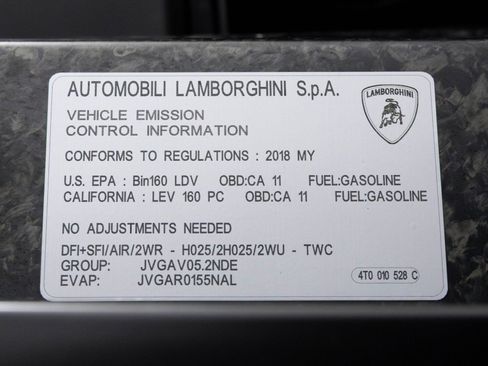 AUTOMOBILI LAMBORGHINI S.p.A.
LAMBORGHINI
VEHICLE EMISSION
CONTROL INFORMATION
CONFORMS TO REGULATIONS : 2018 MY
U.S. EPA : Bin160 LDV OBD:CA 11 FUEL:GASOLINE
CALIFORNIA : LEV 160 PC OBD:CA 11 FUEL:GASOLINE
NO ADJUSTMENTS NEEDED
DFI+SFI/AIR/2WR - H025/2H025/2WU - TWC
GROUP: JVGAV05.2NDE
EVAP: JVGAR0155NAL
4T0 010 528 C